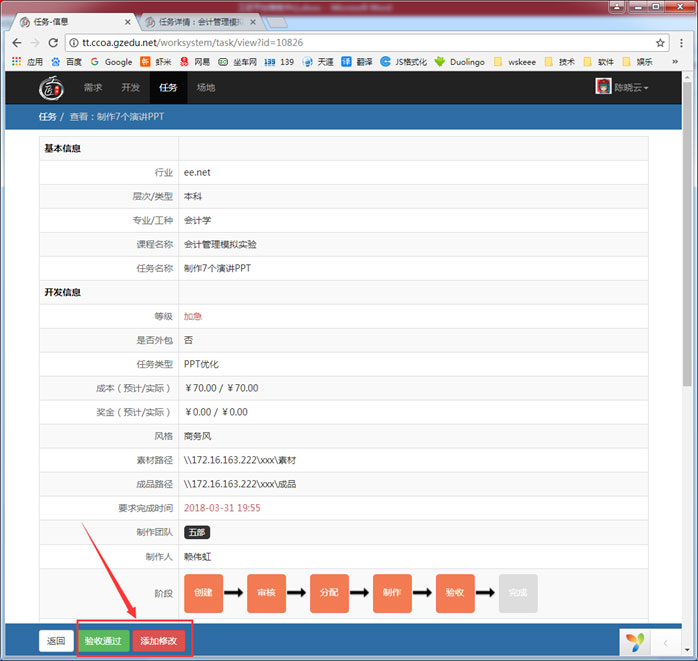 任务-信息 × 任务详情：会计管理模拟 ×
tt.ccoa.gzedu.net/worksystem/task/view?id=10826
应用 百度 Google 虾米 网易 坐车网 139 139 天涯 译 翻译 JS格式化 Duolingo wskeee 技术 软件 娱乐 »
需求 开发 任务 场地 陈晓云
任务 / 查看：制作7个演讲PPT
基本信息
行业 ee.net
层次/类型 本科
专业/工种 会计学
课程名称 会计管理模拟实验
任务名称 制作7个演讲PPT
开发信息
等级 加急
是否外包 否
任务类型 PPT优化
成本（预计/实际） ￥70.00 / ￥70.00
奖金（预计/实际） ￥0.00 / ￥0.00
风格 商务风
素材路径 \\172.16.163.222\xxx\素材
成品路径 \\172.16.163.222\xxx\成品
要求完成时间 2018-03-31 19:55
制作团队 五部
制作人 赖伟虹
阶段 创建 审核 分配 制作 验收 完成
返回 验收通过 添加修改